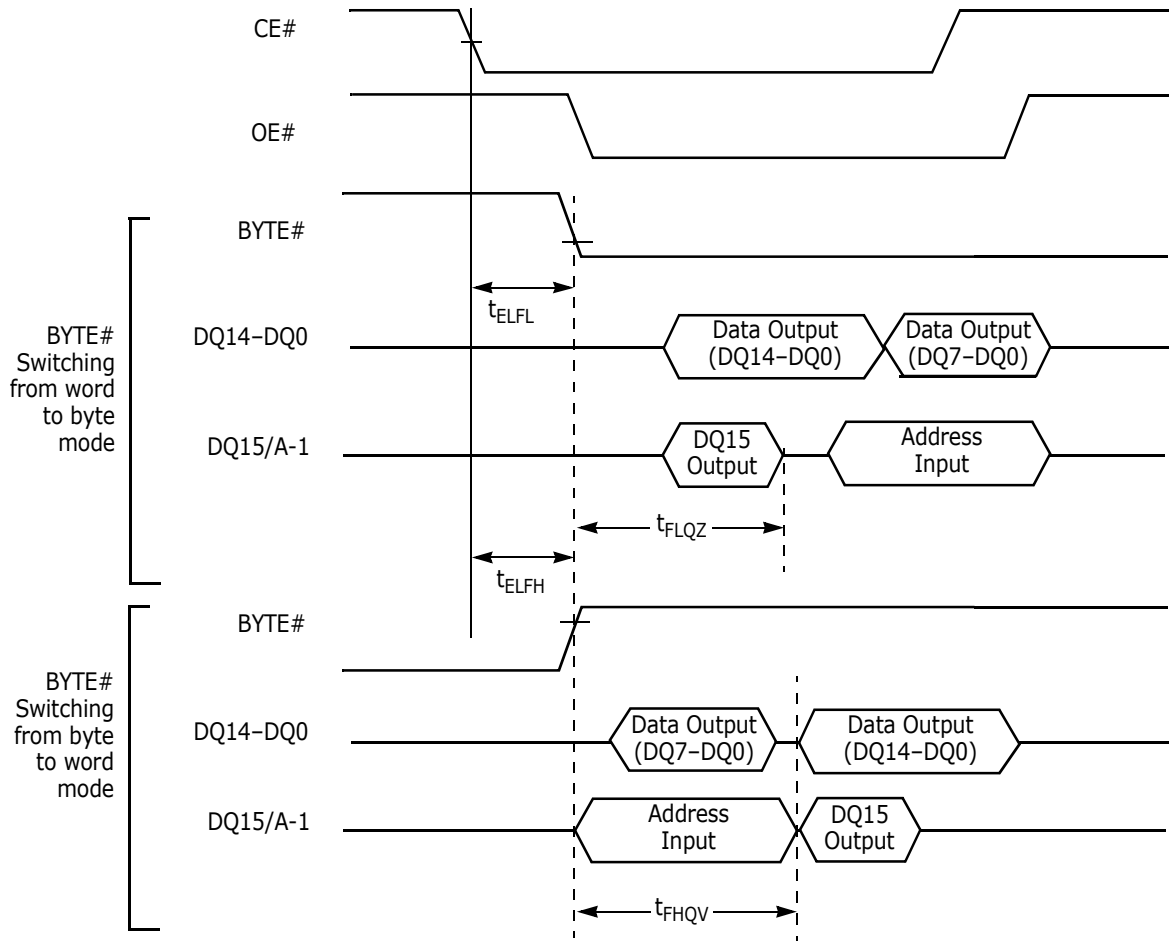 CE#
OE#
BYTE#
tELFL
BYTE#
Switching
from word
to byte
mode
DQ14–DQ0
Data Output
(DQ14–DQ0)
Data Output
(DQ7–DQ0)
DQ15/A-1
DQ15
Output
Address
Input
tFLQZ
tELFH
BYTE#
BYTE#
Switching
from byte
to word
mode
DQ14–DQ0
Data Output
(DQ7–DQ0)
Data Output
(DQ14–DQ0)
DQ15/A-1
Address
Input
DQ15
Output
tFHQV